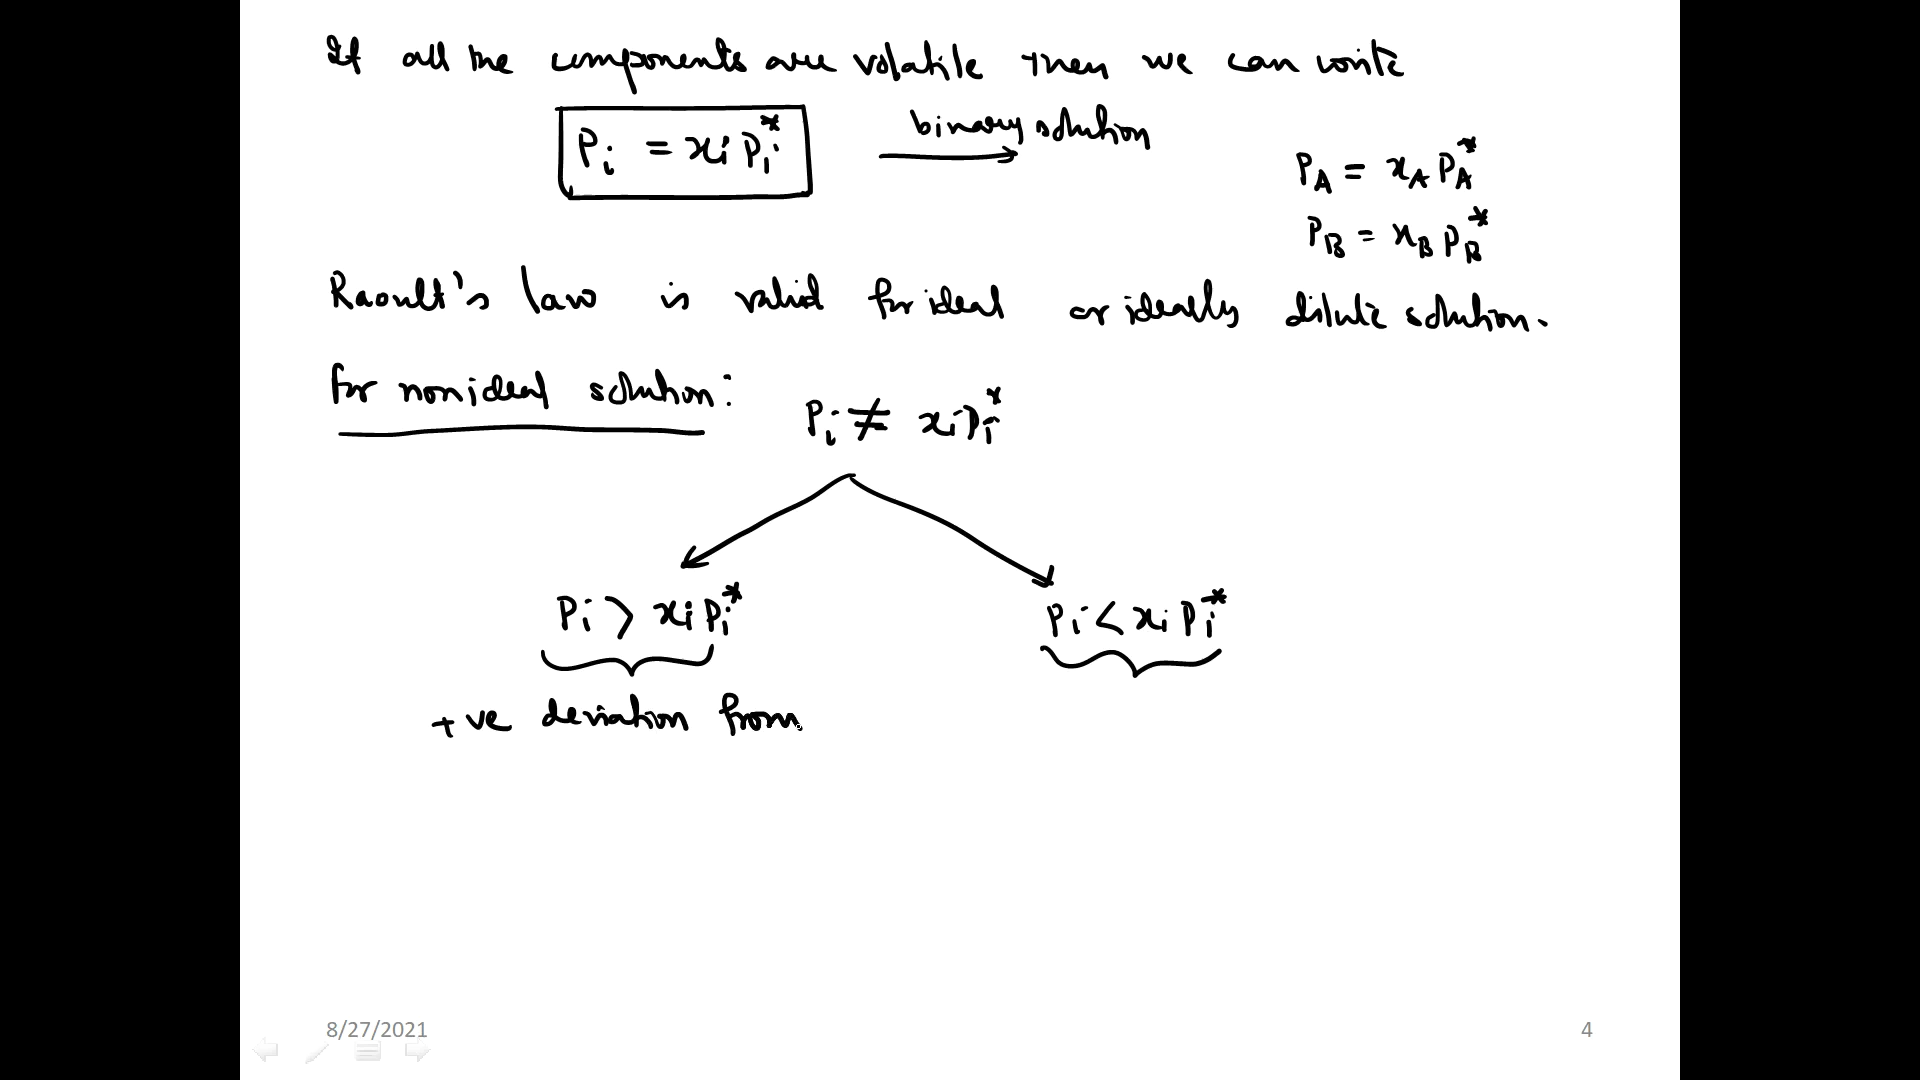 If all the components are volatile then we can write
Pi = xi Pi*
binary solution
PA = xA PA*
PB = xB PB*
Raoult's law is valid for ideal or ideally dilute solution.
for nonideal solution: Pi ≠ xi Pi*
Pi > xi Pi*
Pi < xi Pi*
+ve deviation from
8/27/2021
4